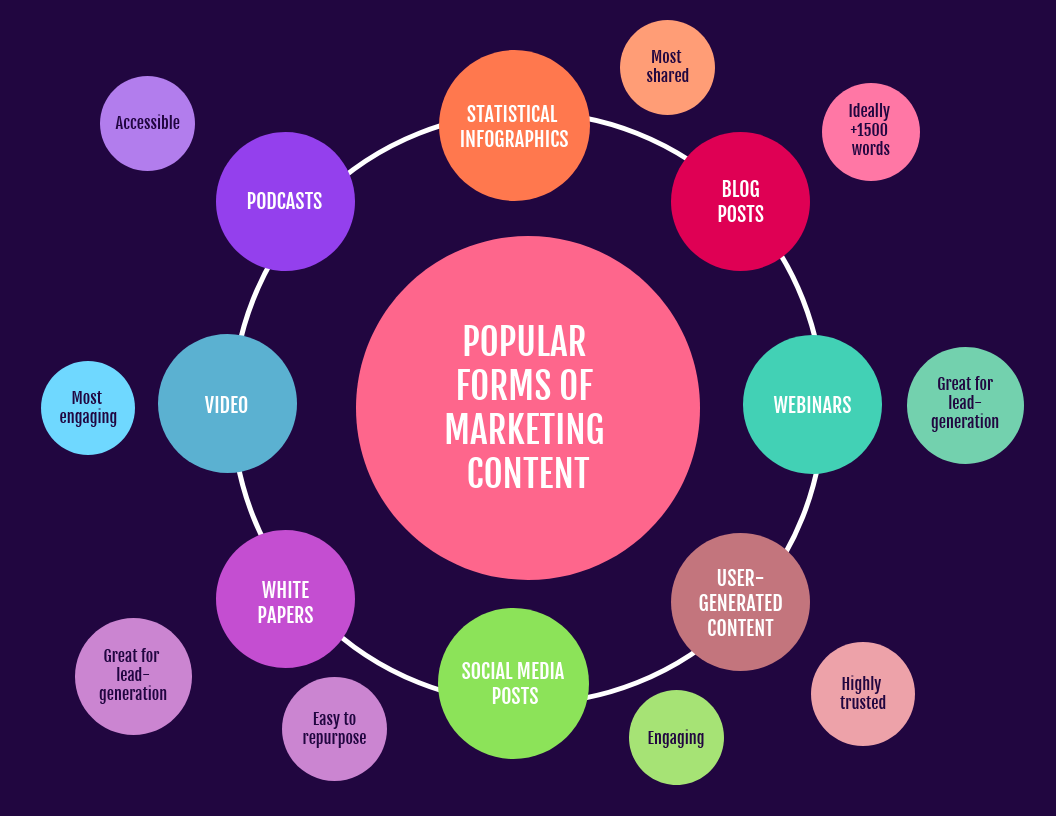 POPULAR
FORMS OF
MARKETING
CONTENT
STATISTICAL
INFOGRAPHICS
Most
shared
BLOG
POSTS
Ideally
+1500
words
WEBINARS
Great for
lead-
generation
USER-
GENERATED
CONTENT
Highly
trusted
SOCIAL MEDIA
POSTS
Engaging
WHITE
PAPERS
Easy to
repurpose
Great for
lead-
generation
VIDEO
Most
engaging
PODCASTS
Accessible